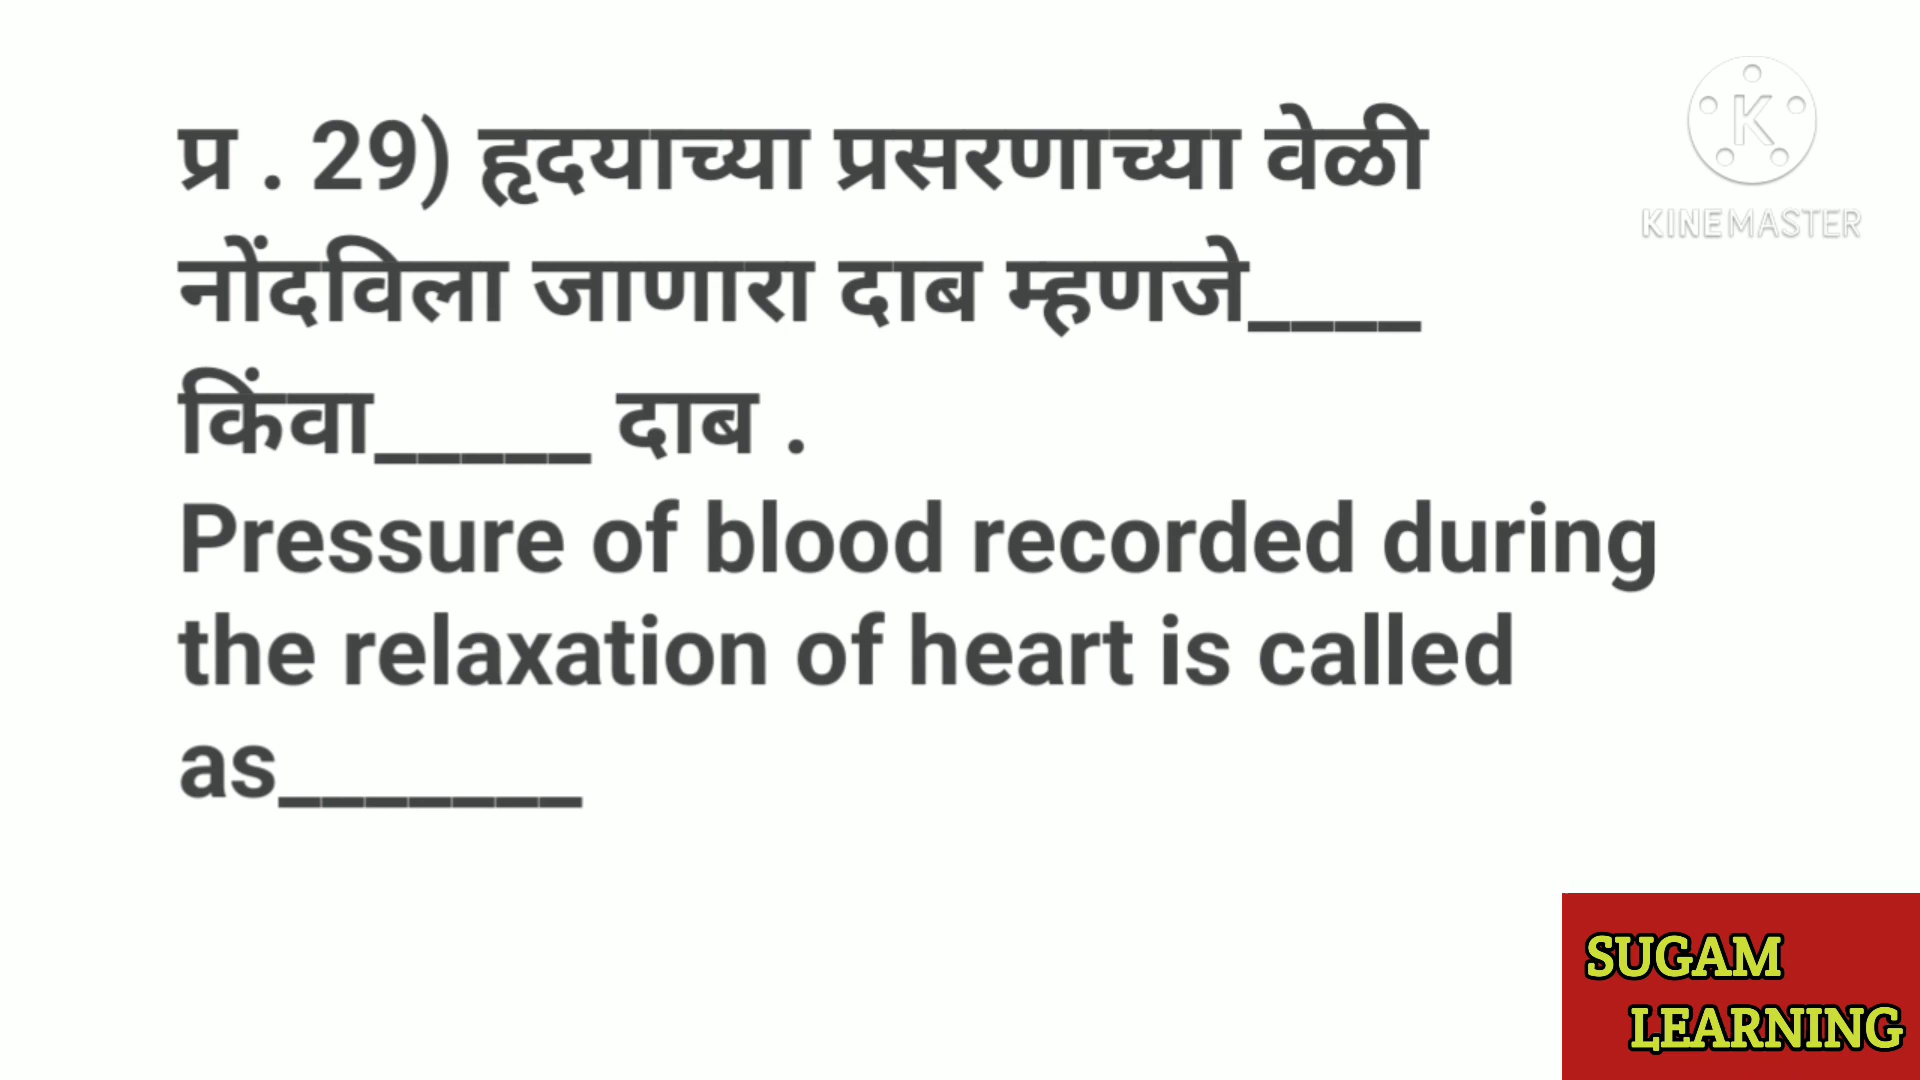 प्र . 29) हृदयाच्या प्रसरणाच्या वेळी
नोंदविला जाणारा दाब म्हणजे____
किंवा_____ दाब .
Pressure of blood recorded during
the relaxation of heart is called
as_______
K
KINEMASTER
SUGAM
LEARNING